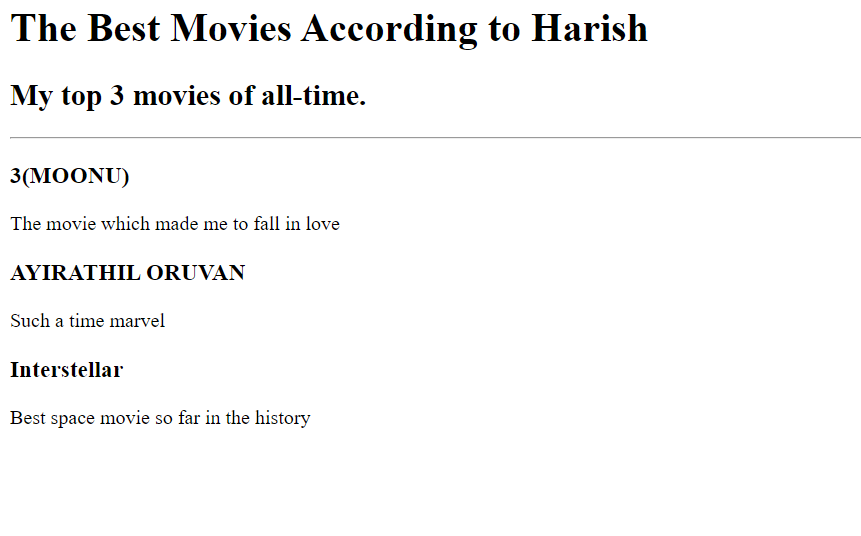 The Best Movies According to Harish
My top 3 movies of all-time.
3(MOONU)
The movie which made me to fall in love
AYIRATHIL ORUVAN
Such a time marvel
Interstellar
Best space movie so far in the history